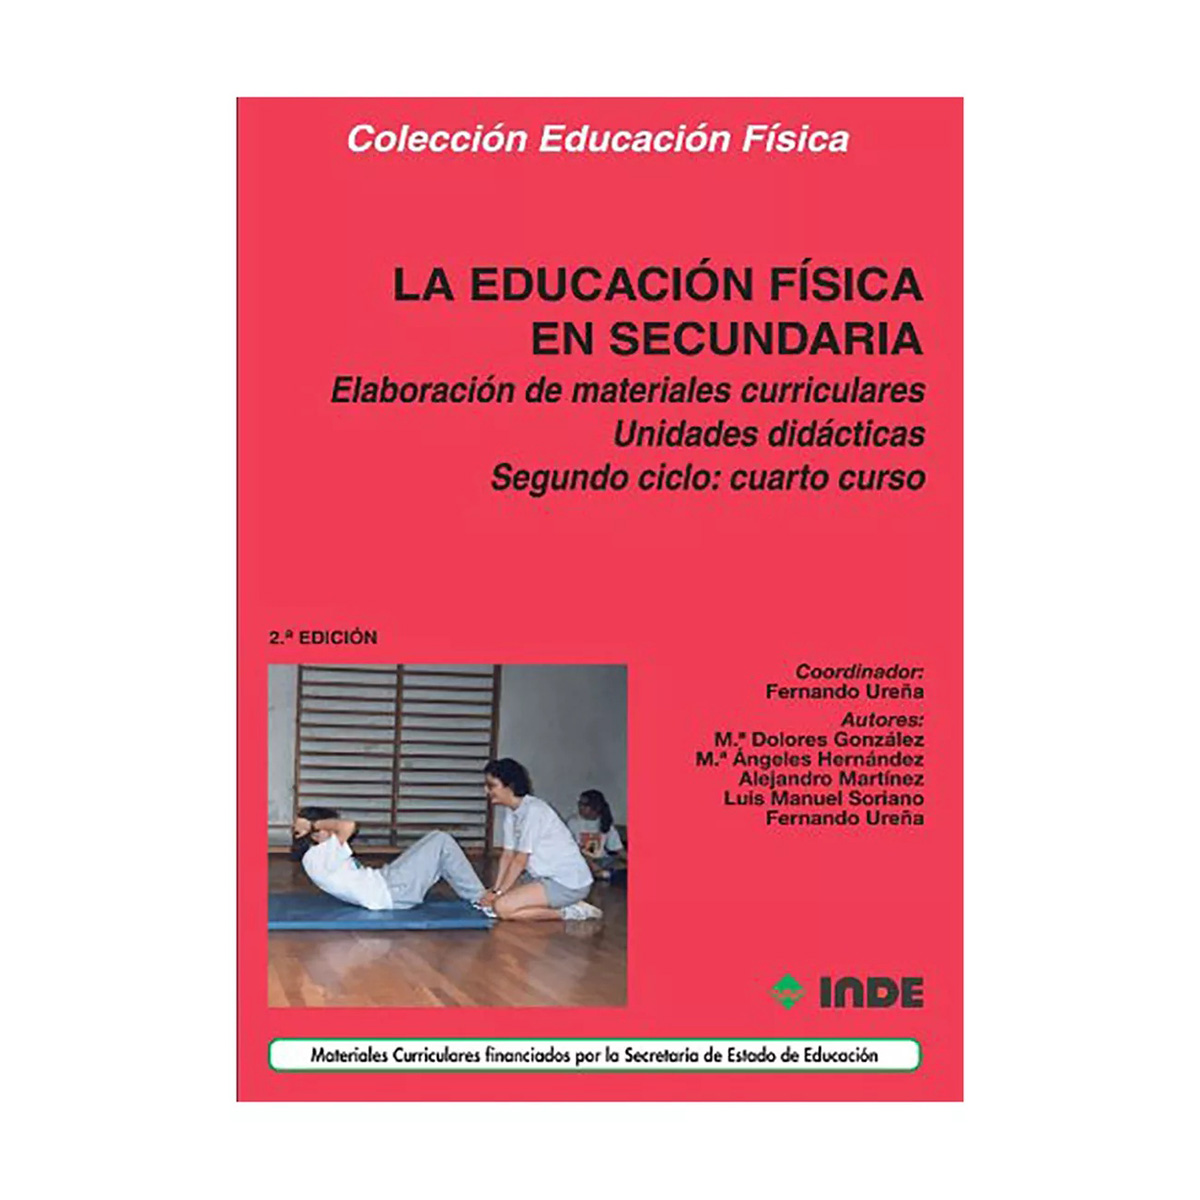 Colección Educación Física
LA EDUCACIÓN FÍSICA
EN SECUNDARIA
Elaboración de materiales curriculares
Unidades didácticas
Segundo ciclo: cuarto curso
2.ª EDICIÓN
Coordinador:
Fernando Ureña
Autores:
M.ª Dolores González
M.ª Ángeles Hernández
Alejandro Martínez
Luis Manuel Soriano
Fernando Ureña
INDE
Materiales Curriculares financiados por la Secretaría de Estado de Educación